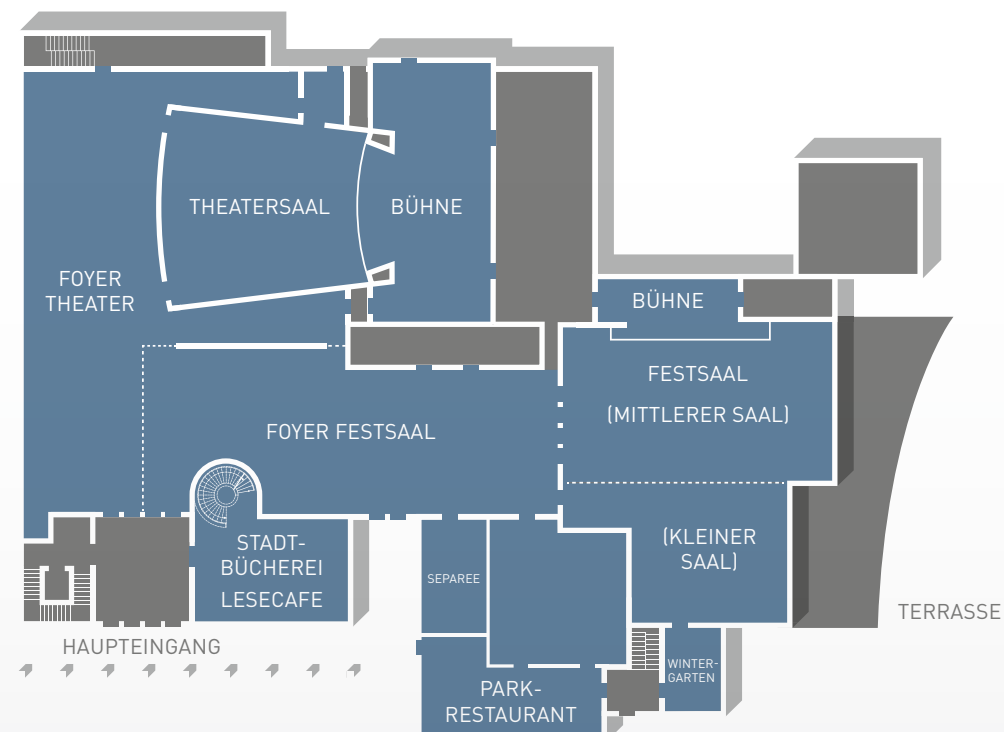 THEATERSAAL
BÜHNE
FOYER
THEATER
BÜHNE
FESTSAAL
(MITTLERER SAAL)
FOYER FESTSAAL
(KLEINER
SAAL)
STADT-
BÜCHEREI
LESECAFE
SEPAREE
TERRASSE
HAUPTEINGANG
WINTER-
GARTEN
PARK-
RESTAURANT